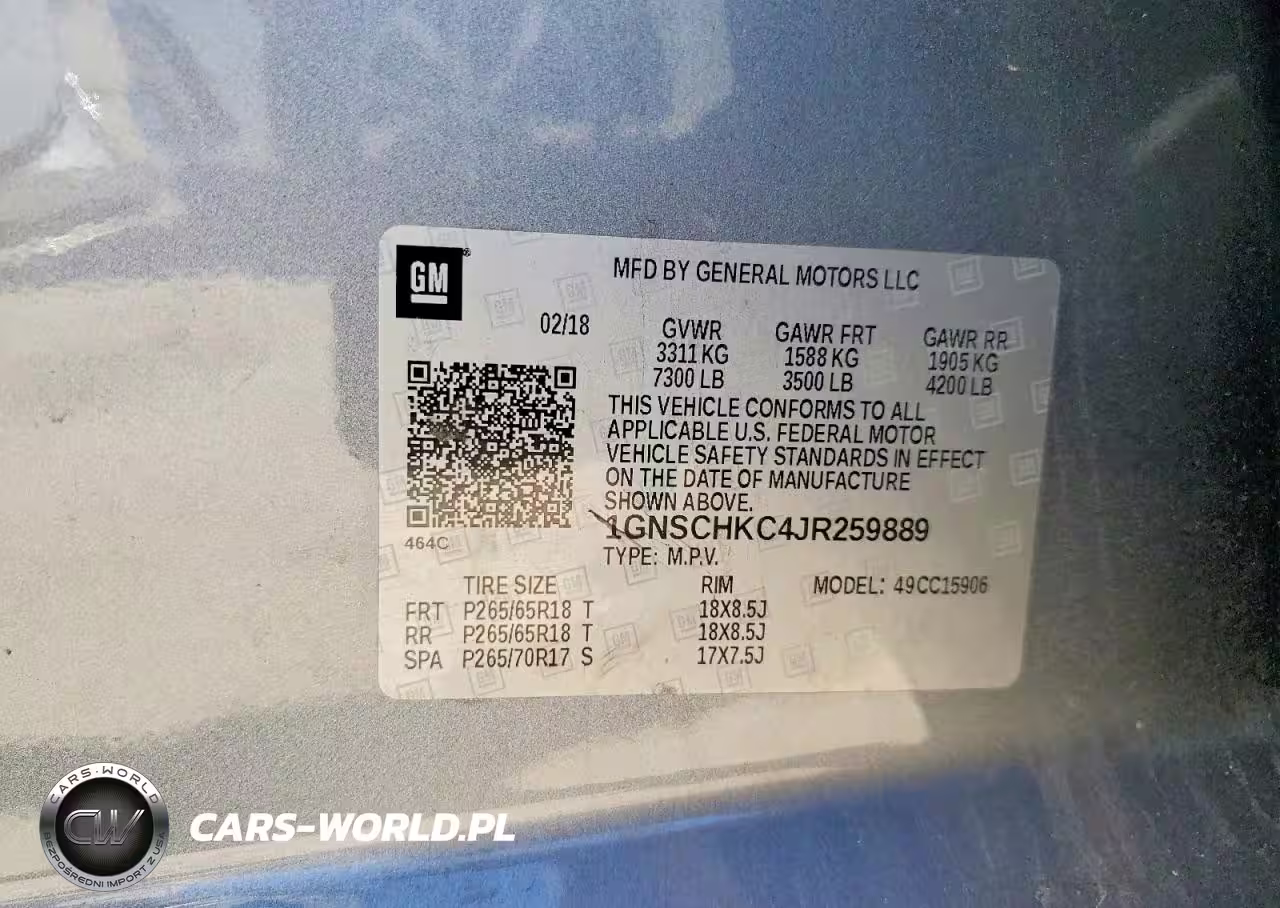 GM
MFD BY GENERAL MOTORS LLC
02/18
GVWR GAWR FRT GAWR RR
3311 KG 1588 KG 1905 KG
7300 LB 3500 LB 4200 LB
THIS VEHICLE CONFORMS TO ALL
APPLICABLE U.S. FEDERAL MOTOR
VEHICLE SAFETY STANDARDS IN EFFECT
ON THE DATE OF MANUFACTURE
SHOWN ABOVE.
1GNSCHKC4JR259889
464C
TYPE: M.P.V.
TIRE SIZE RIM MODEL: 49CC15906
FRT P265/65R18 T 18X8.5J
RR P265/65R18 T 18X8.5J
SPA P265/70R17 S 17X7.5J
CARS-WORLD
CW
BEZPOŚREDNI IMPORT Z USA
CARS-WORLD.PL